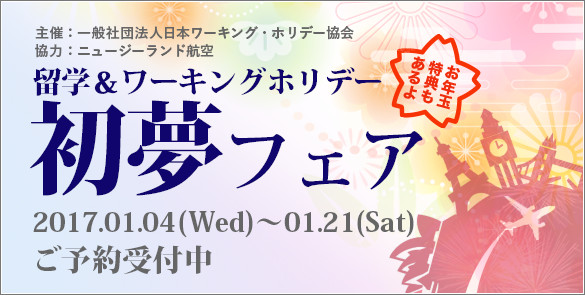 主催：一般社団法人日本ワーキング・ホリデー協会
協力：ニュージーランド航空
留学＆ワーキングホリデー
お年玉
特典も
あるよ
初夢フェア
2017.01.04(Wed)～01.21(Sat)
ご予約受付中